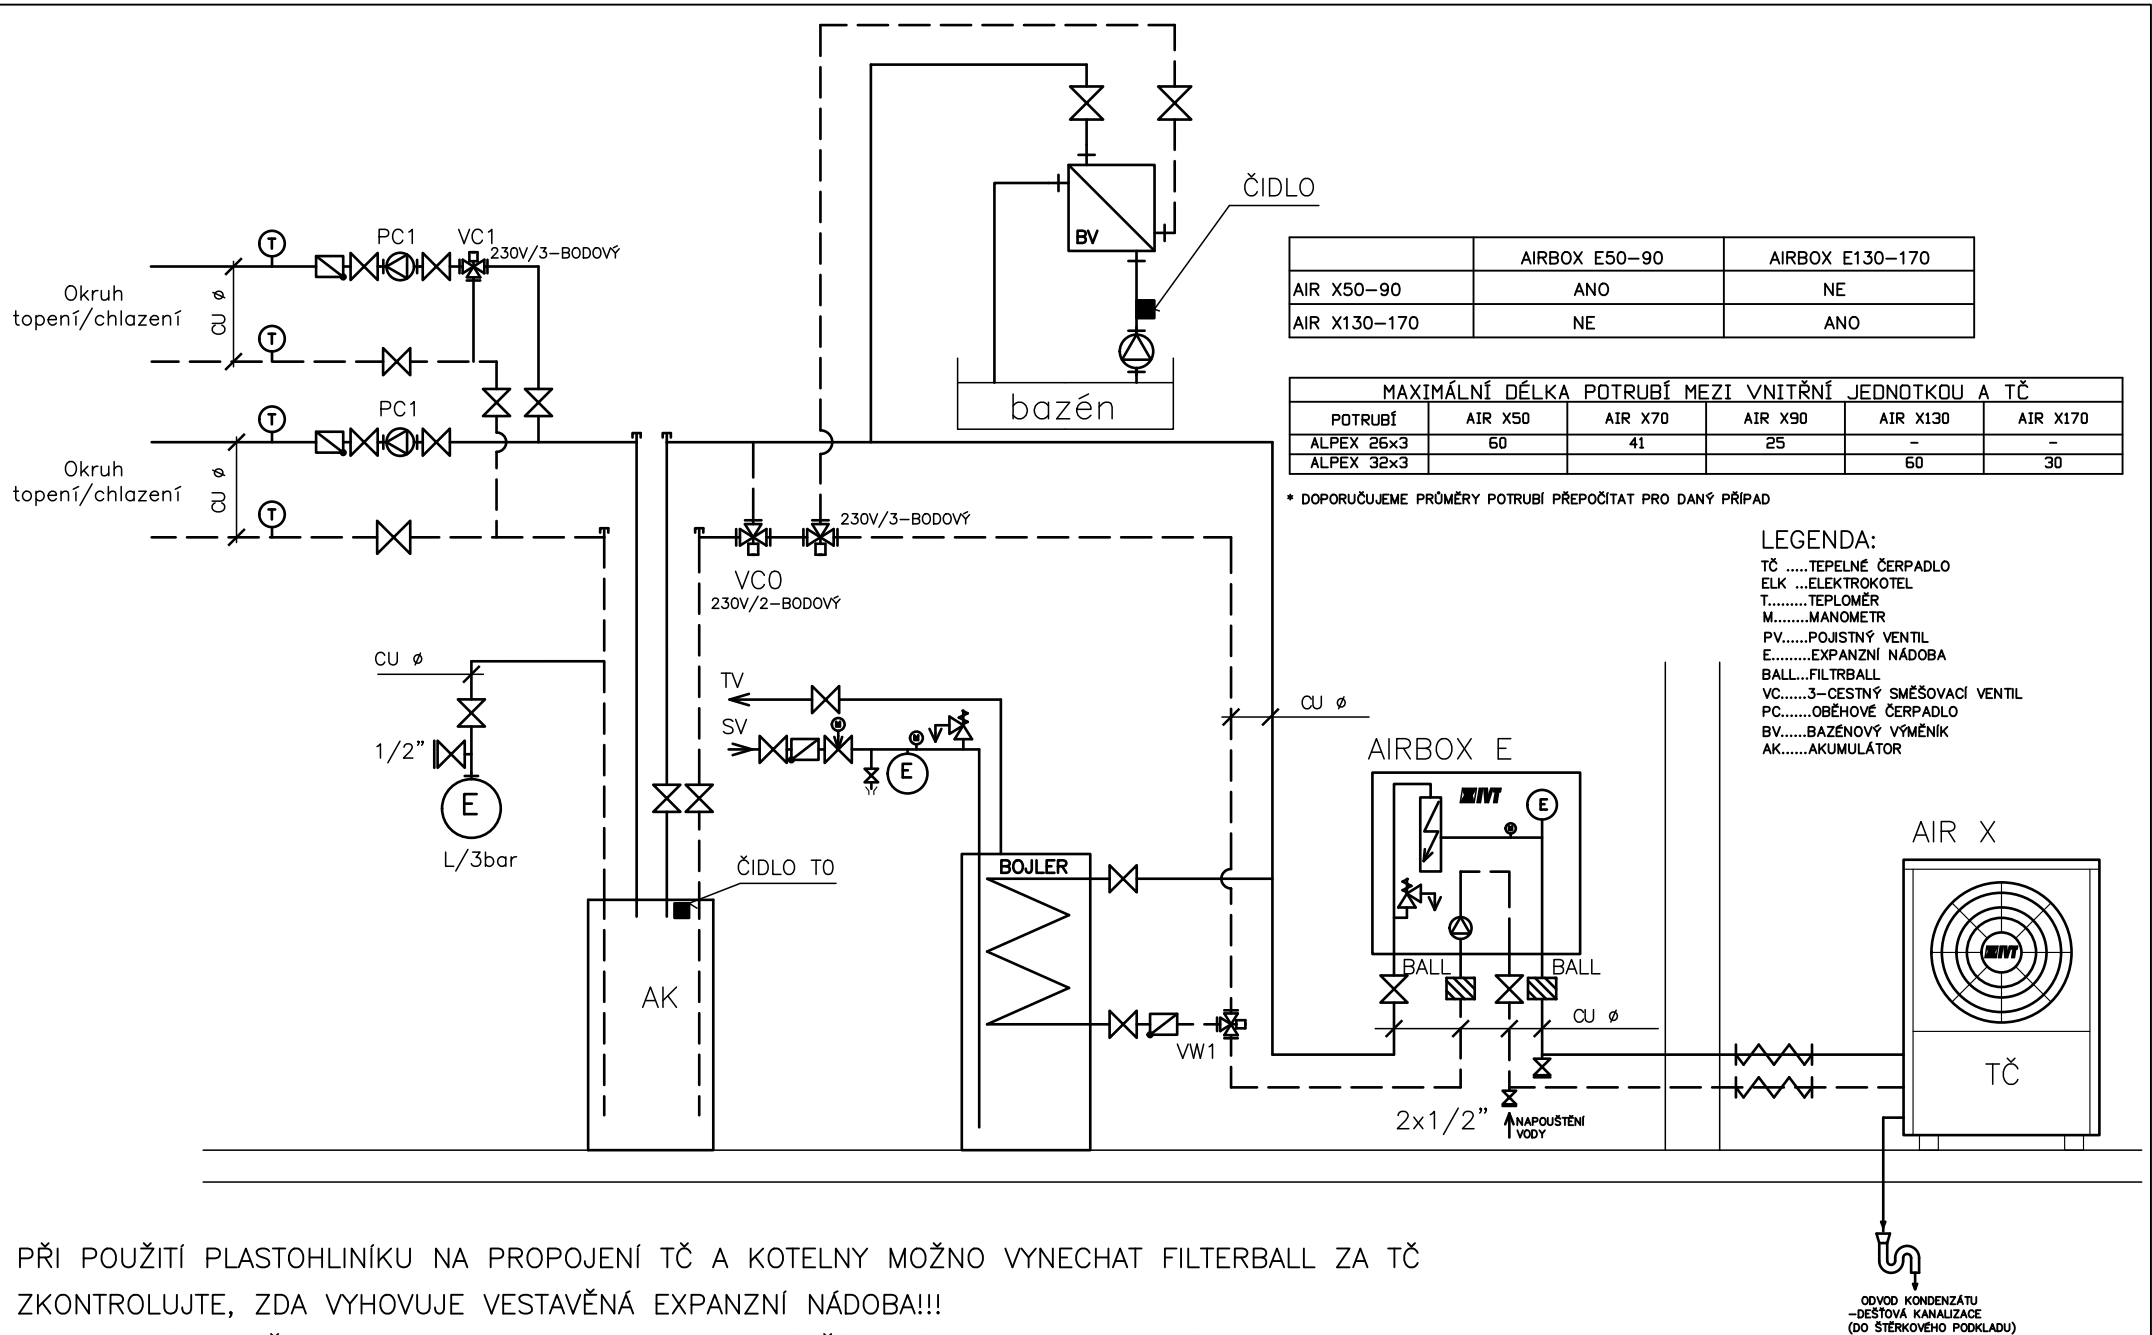 ČIDLO
BV
bazén
PC1 VC1
230V/3-BODOVÝ
T
Okruh
topení/chlazení
CU ø
T
PC1
T
Okruh
topení/chlazení
CU ø
T
230V/3-BODOVÝ
VC0
230V/2-BODOVÝ
AIRBOX E50-90 AIRBOX E130-170
AIR X50-90 ANO NE
AIR X130-170 NE ANO
MAXIMÁLNÍ DÉLKA POTRUBÍ MEZI VNITŘNÍ JEDNOTKOU A TČ
POTRUBÍ AIR X50 AIR X70 AIR X90 AIR X130 AIR X170
ALPEX 26x3 60 41 25 - -
ALPEX 32x3 60 30
* DOPORUČUJEME PRŮMĚRY POTRUBÍ PŘEPOČÍTAT PRO DANÝ PŘÍPAD
LEGENDA:
TČ .....TEPELNÉ ČERPADLO
ELK ...ELEKTROKOTEL
T.........TEPLOMĚR
M........MANOMETR
PV......POJISTNÝ VENTIL
E.........EXPANZNÍ NÁDOBA
BALL...FILTRBALL
VC......3-CESTNÝ SMĚŠOVACÍ VENTIL
PC.......OBĚHOVÉ ČERPADLO
BV......BAZÉNOVÝ VÝMĚNÍK
AK......AKUMULÁTOR
CU ø
1/2"
E
L/3bar
TV
SV
M
M
E
ČIDLO T0
AK
BOJLER
VW1
CU ø
AIRBOX E
IVT
E
M
BALL
BALL
CU ø
2x1/2"
NAPOUŠTĚNÍ
VODY
AIR X
IVT
TČ
ODVOD KONDENZÁTU
-DEŠŤOVÁ KANALIZACE
(DO ŠTĚRKOVÉHO PODKLADU)
PŘI POUŽITÍ PLASTOHLINÍKU NA PROPOJENÍ TČ A KOTELNY MOŽNO VYNECHAT FILTERBALL ZA TČ
ZKONTROLUJTE, ZDA VYHOVUJE VESTAVĚNÁ EXPANZNÍ NÁDOBA!!!